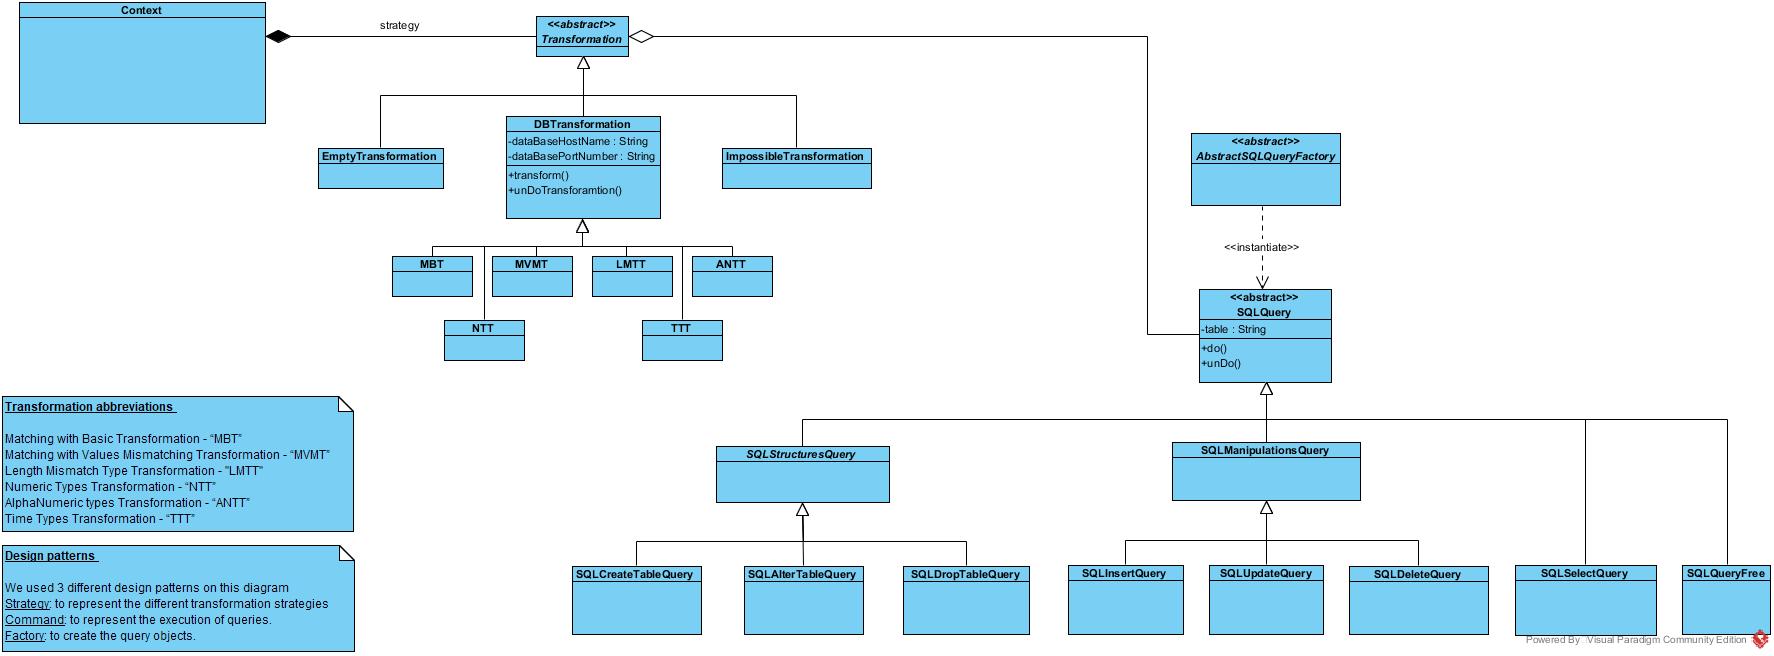 Context
strategy
<<abstract>>
Transformation
EmptyTransformation
DBTransformation
-dataBaseHostName : String
-dataBasePortNumber : String
+transform()
+unDoTransforamtion()
ImpossibleTransformation
<<abstract>>
AbstractSQLQueryFactory
<<instantiate>>
MBT
MVMT
LMTT
ANTT
NTT
TTT
<<abstract>>
SQLQuery
-table : String
+do()
+unDo()
Transformation abbreviations
Matching with Basic Transformation - “MBT”
Matching with Values Mismatching Transformation - “MVMT”
Length Mismatch Type Transformation - "LMTT"
Numeric Types Transformation - “NTT”
AlphaNumeric types Transformation - “ANTT”
Time Types Transformation - “TTT”
SQLStructuresQuery
SQLManipulationsQuery
Design patterns
We used 3 different design patterns on this diagram
Strategy: to represent the different transformation strategies
Command: to represent the execution of queries.
Factory: to create the query objects.
SQLCreateTableQuery
SQLAlterTableQuery
SQLDropTableQuery
SQLInsertQuery
SQLUpdateQuery
SQLDeleteQuery
SQLSelectQuery
SQLQueryFree
Powered By Visual Paradigm Community Edition